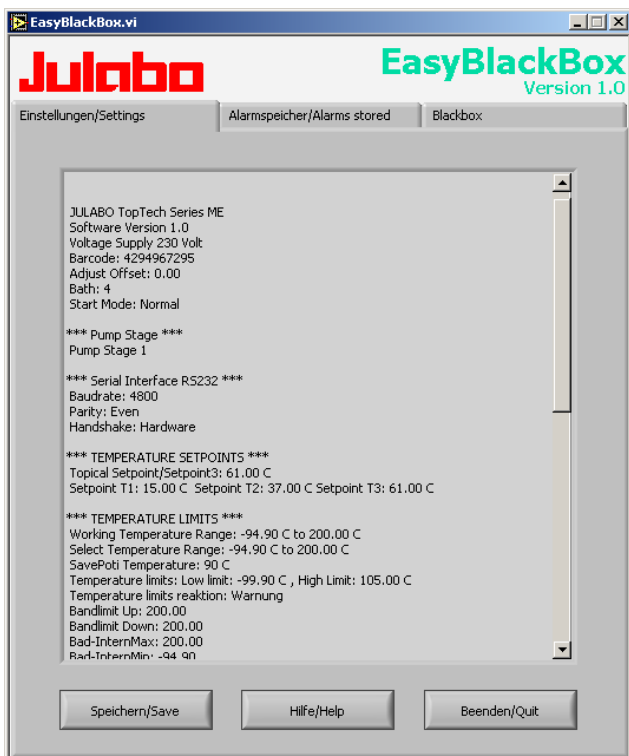 EasyBlackBox.vi
Julabo
EasyBlackBox
Version 1.0
Einstellungen/Settings
Alarmspeicher/Alarms stored
Blackbox
JULABO TopTech Series ME
Software Version 1.0
Voltage Supply 230 Volt
Barcode: 4294967295
Adjust Offset: 0.00
Bath: 4
Start Mode: Normal
*** Pump Stage ***
Pump Stage 1
*** Serial Interface RS232 ***
Baudrate: 4800
Parity: Even
Handshake: Hardware
*** TEMPERATURE SETPOINTS ***
Topical Setpoint/Setpoint3: 61.00 C
Setpoint T1: 15.00 C  Setpoint T2: 37.00 C Setpoint T3: 61.00 C
*** TEMPERATURE LIMITS ***
Working Temperature Range: -94.90 C to 200.00 C
Select Temperature Range: -94.90 C to 200.00 C
SavePoti Temperature: 90 C
Temperature limits: Low limit: -99.90 C , High Limit: 105.00 C
Temperature limits reaktion: Warnung
Bandlimit Up: 200.00
Bandlimit Down: 200.00
Bad-InternMax: 200.00
Bad-InternMin: -94.90
Speichern/Save
Hilfe/Help
Beenden/Quit